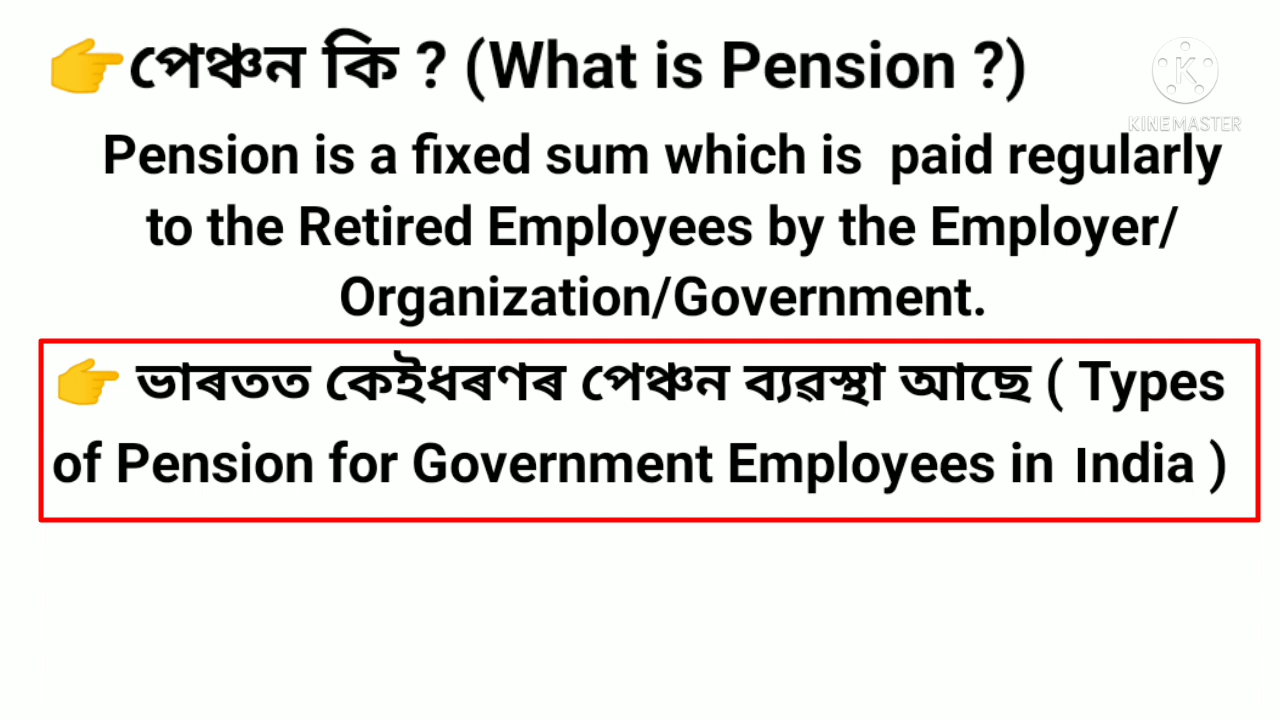 👉পেঞ্চন কি ? (What is Pension ?)
KINEMASTER
Pension is a fixed sum which is paid regularly
to the Retired Employees by the Employer/
Organization/Government.
👉 ভাৰতত কেইধৰণৰ পেঞ্চন ব্যৱস্থা আছে ( Types
of Pension for Government Employees in India )